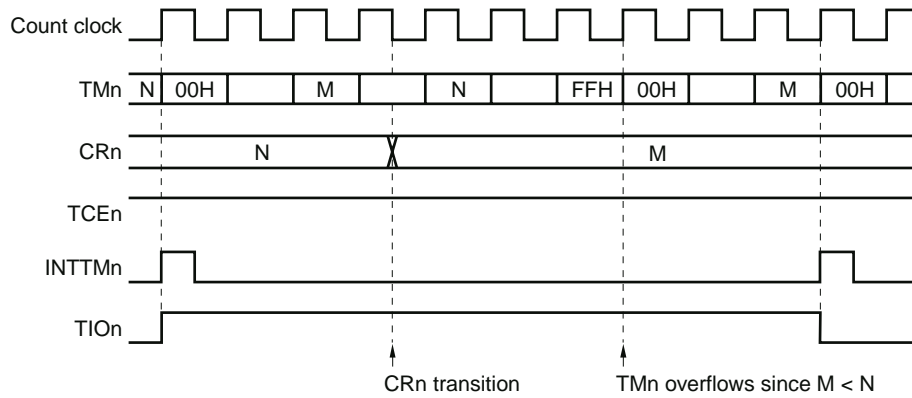 Count clock
TMn N 00H M N FFH 00H M 00H
CRn N M
TCEn
INTTMn
TIOn
CRn transition TMn overflows since M < N